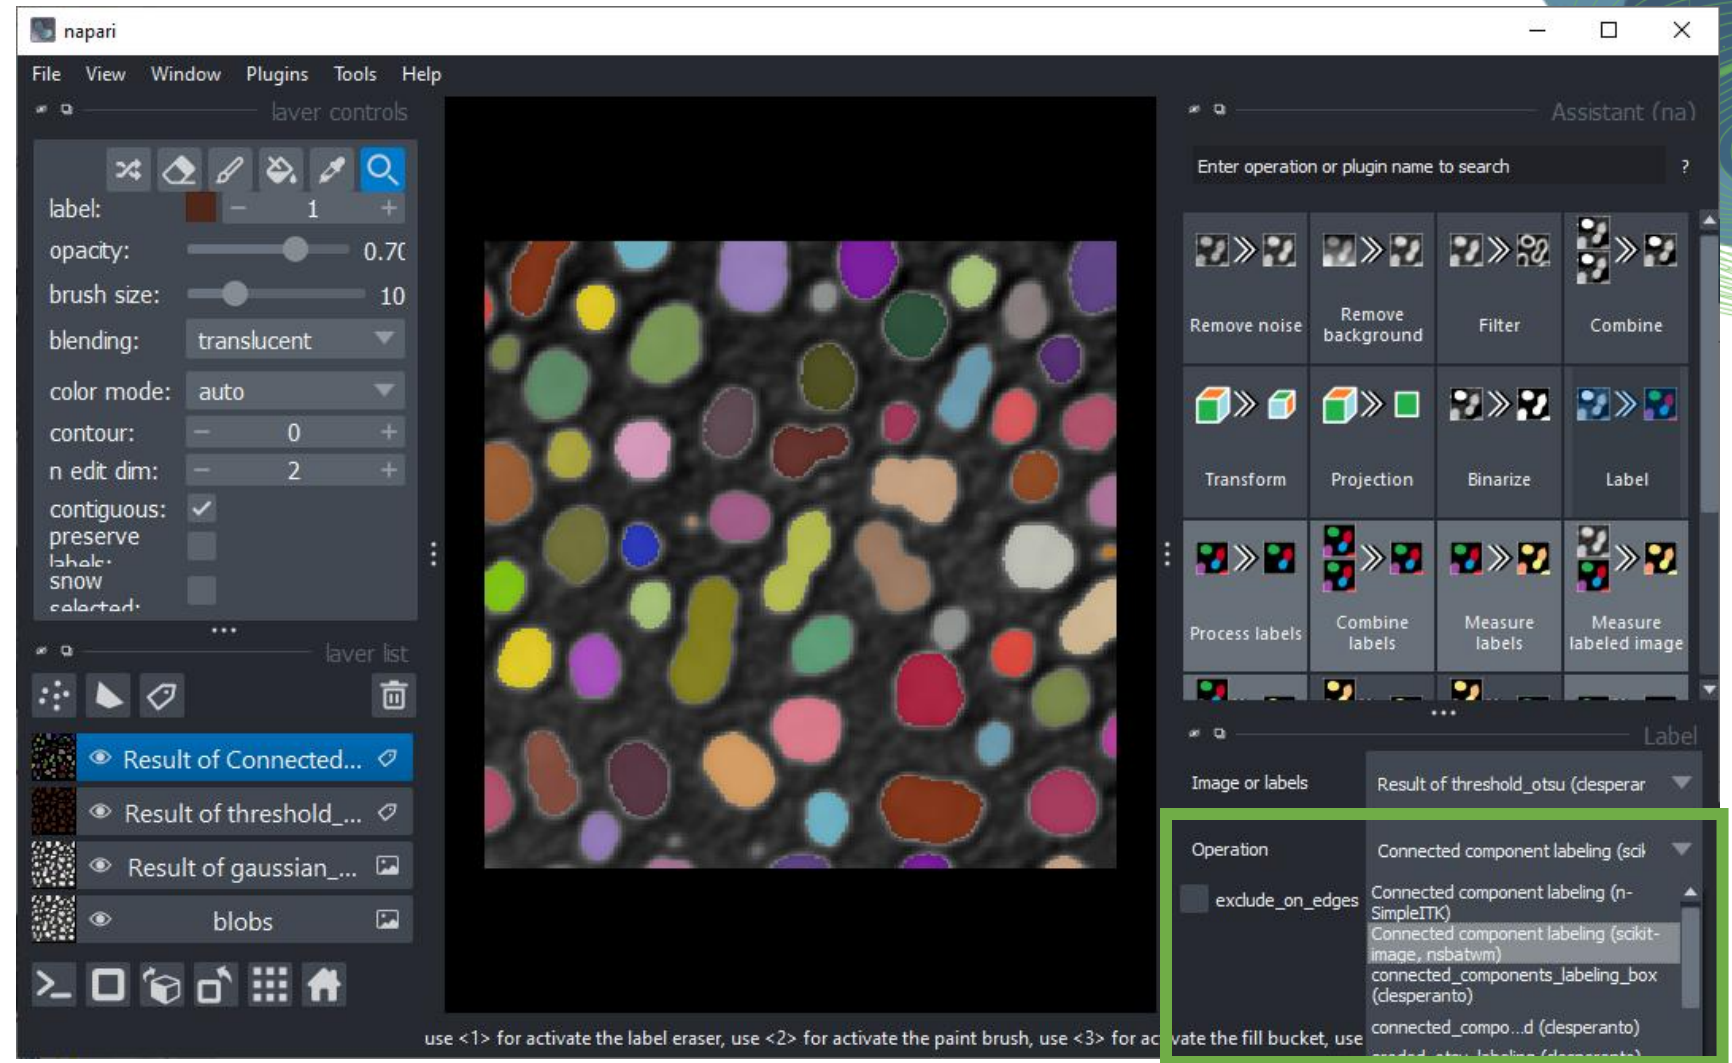 napari
File View Window Plugins Tools Help
layer controls
label: 1
opacity: 0.70
brush size: 10
blending: translucent
color mode: auto
contour: 0
n edit dim: 2
contiguous:
preserve
labels:
show
selected:
layer list
Result of Connected...
Result of threshold_...
Result of gaussian_...
blobs
Assistant (na)
Enter operation or plugin name to search ?
Remove noise
Remove
background
Filter
Combine
Transform
Projection
Binarize
Label
Process labels
Combine
labels
Measure
labels
Measure
labeled image
Label
Image or labels Result of threshold_otsu (clesperar
Operation Connected component labeling (scik
exclude_on_edges
Connected component labeling (n-
SimpleITK)
Connected component labeling (scikit-
image, nsbatwm)
connected_components_labeling_box
(clesperanto)
connected_compo...d (clesperanto)
use <1> for activate the label eraser, use <2> for activate the paint brush, use <3> for activate the fill bucket, use